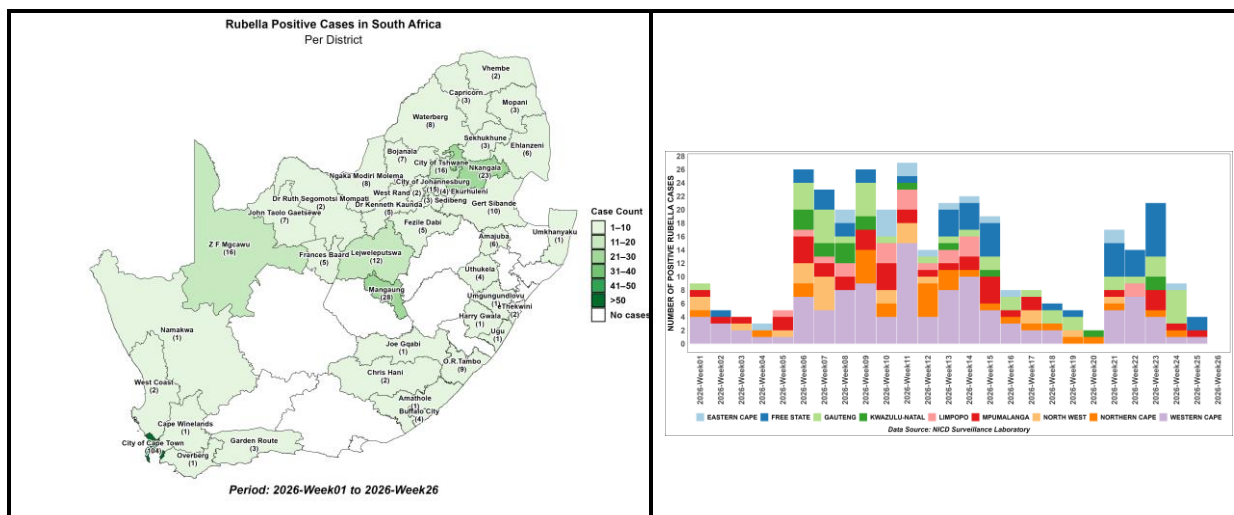 Rubella Positive Cases in South Africa
Per District
Vhembe
(2)
Capricorn
(3)
Mopani
(3)
Waterberg
(8)
Sekhukhune
(3)
Ehlanzeni
(6)
Bojanala
(7)
City of Tshwane
(16)
Nkangala
(23)
Ngaka Modiri Molema
(8)
City of Johannesburg
(15)
(4)
Ekurhuleni
West Rand (2)
(3)
Sedibeng
Dr Ruth Segomotsi Mompati
(2)
Dr Kenneth Kaunda
(5)
Gert Sibande
(10)
John Taolo Gaetsewe
(7)
Fezile Dabi
(5)
Umkhanyaku
(1)
Amajuba
(6)
Z F Mgcawu
(16)
Frances Baard
(5)
Lejweleputswa
(12)
Uthukela
(4)
Mangaung
(28)
Umgungundlovu
(1)
eThekwini
(2)
Harry Gwala
(1)
Ugu
(1)
Namakwa
(1)
Joe Gqabi
(1)
O.R.Tambo
(9)
Chris Hani
(2)
West Coast
(2)
Amathole
(1)
Buffalo City
(4)
Cape Winelands
(1)
City of Cape Town
(104)
Garden Route
(3)
Overberg
(1)
Case Count
1–10
11–20
21–30
31–40
41–50
>50
No cases
Period: 2026-Week01 to 2026-Week26
NUMBER OF POSITIVE RUBELLA CASES
28
26
24
22
20
18
16
14
12
10
8
6
4
2
0
2026-Week01
2026-Week02
2026-Week03
2026-Week04
2026-Week05
2026-Week06
2026-Week07
2026-Week08
2026-Week09
2026-Week10
2026-Week11
2026-Week12
2026-Week13
2026-Week14
2026-Week15
2026-Week16
2026-Week17
2026-Week18
2026-Week19
2026-Week20
2026-Week21
2026-Week22
2026-Week23
2026-Week24
2026-Week25
2026-Week26
EASTERN CAPE FREE STATE GAUTENG KWAZULU-NATAL LIMPOPO MPUMALANGA NORTH WEST NORTHERN CAPE WESTERN CAPE
Data Source: NICD Surveillance Laboratory